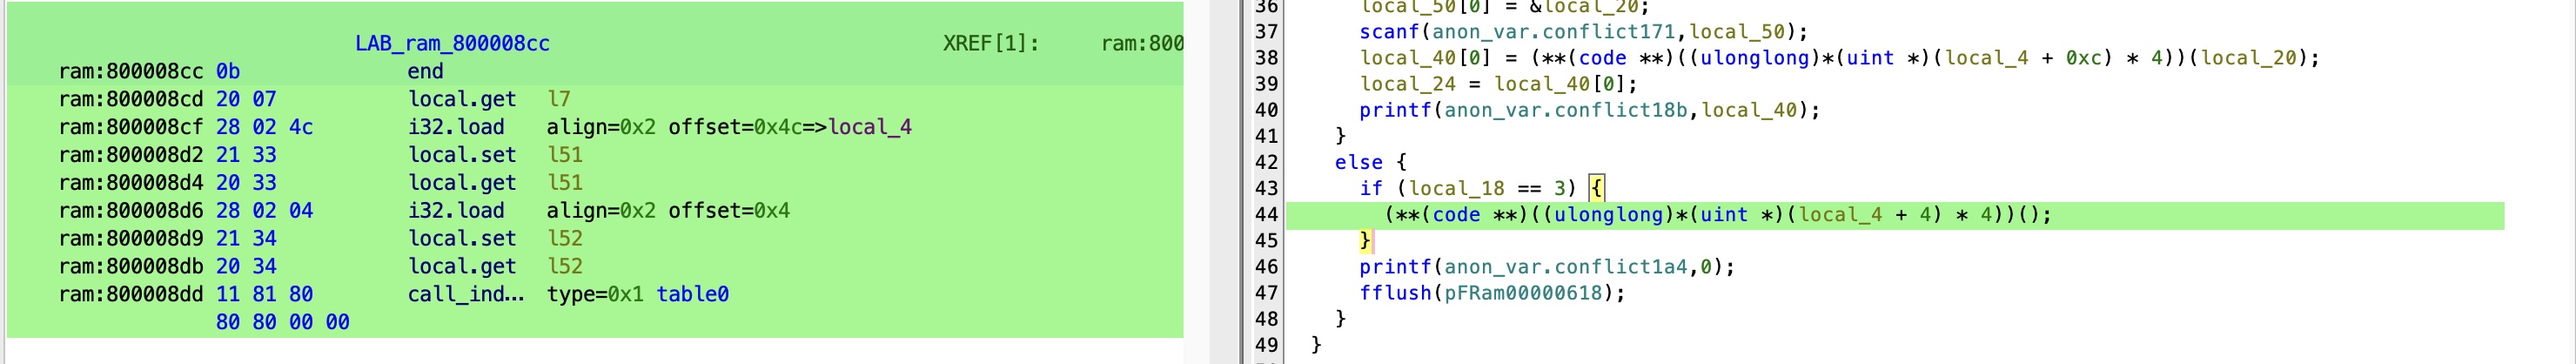 LAB_ram_800008cc XREF[1]: ram:800
ram:800008cc 0b end
ram:800008cd 20 07 local.get l7
ram:800008cf 28 02 4c i32.load align=0x2 offset=0x4c=>local_4
ram:800008d2 21 33 local.set l51
ram:800008d4 20 33 local.get l51
ram:800008d6 28 02 04 i32.load align=0x2 offset=0x4
ram:800008d9 21 34 local.set l52
ram:800008db 20 34 local.get l52
ram:800008dd 11 81 80 call_ind... type=0x1 table0
80 80 00 00
36 local_50[0] = &local_20;
37 scanf(anon_var.conflict171,local_50);
38 local_40[0] = (**(code **)((ulonglong)*(uint *)(local_4 + 0xc) * 4))(local_20);
39 local_24 = local_40[0];
40 printf(anon_var.conflict18b,local_40);
41 }
42 else {
43 if (local_18 == 3) {
44 (**(code **)((ulonglong)*(uint *)(local_4 + 4) * 4))();
45 }
46 printf(anon_var.conflict1a4,0);
47 fflush(pFRam00000618);
48 }
49 }